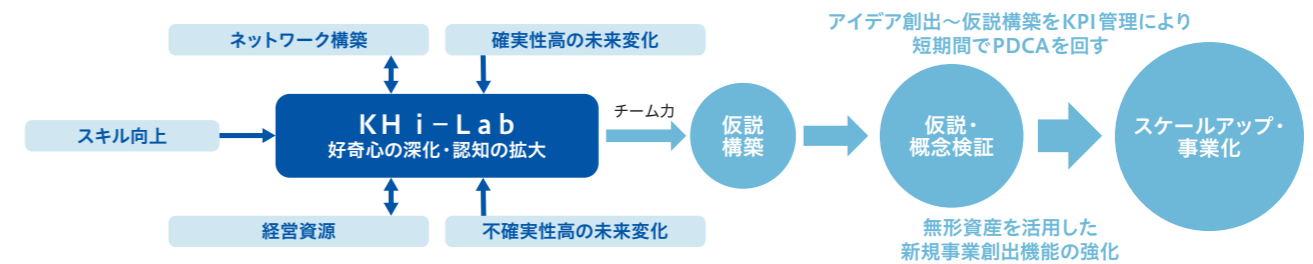 ネットワーク構築
確実性高の未来変化
アイデア創出～仮説構築をKPI管理により
短期間でPDCAを回す
スキル向上
KHi－Lab
好奇心の深化・認知の拡大
チーム力
仮説
構築
仮説・
概念検証
スケールアップ・
事業化
経営資源
不確実性高の未来変化
無形資産を活用した
新規事業創出機能の強化